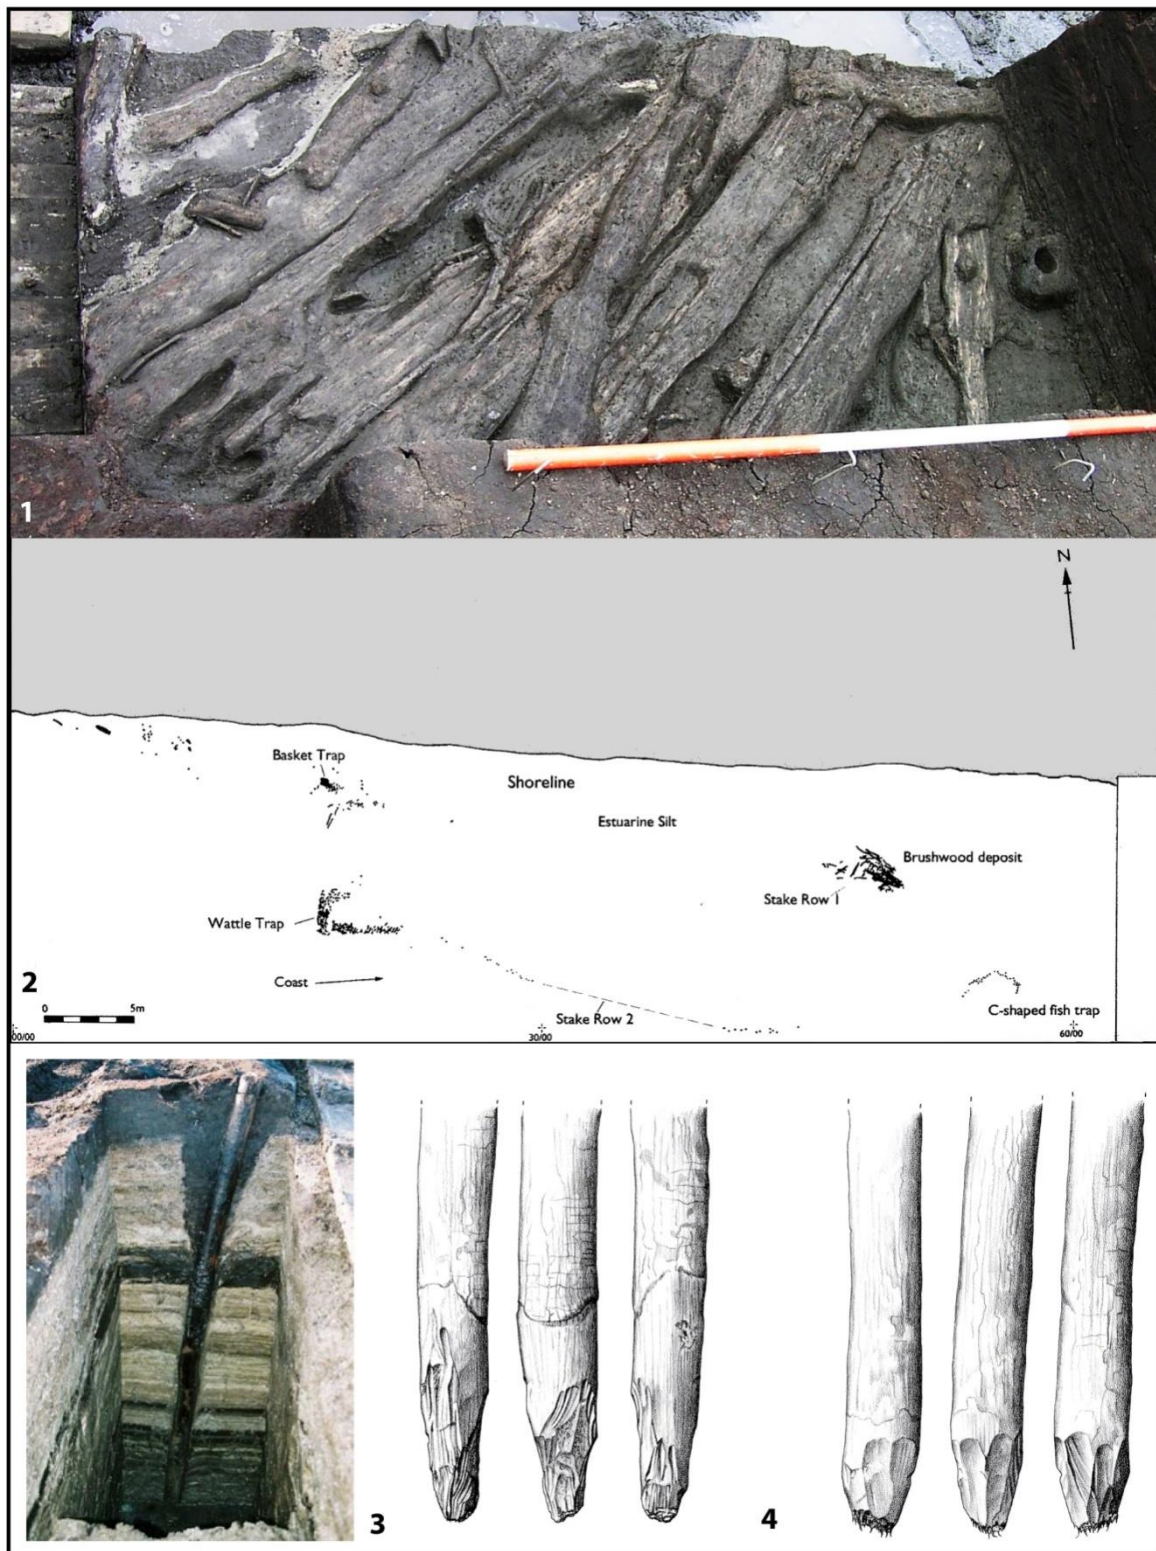 1
N
Basket Trap
Shoreline
Estuarine Silt
Brushwood deposit
Stake Row 1
Wattle Trap
Coast
2
0 5m
Stake Row 2
C-shaped fish trap
00/00 30/00 60/00
3 4